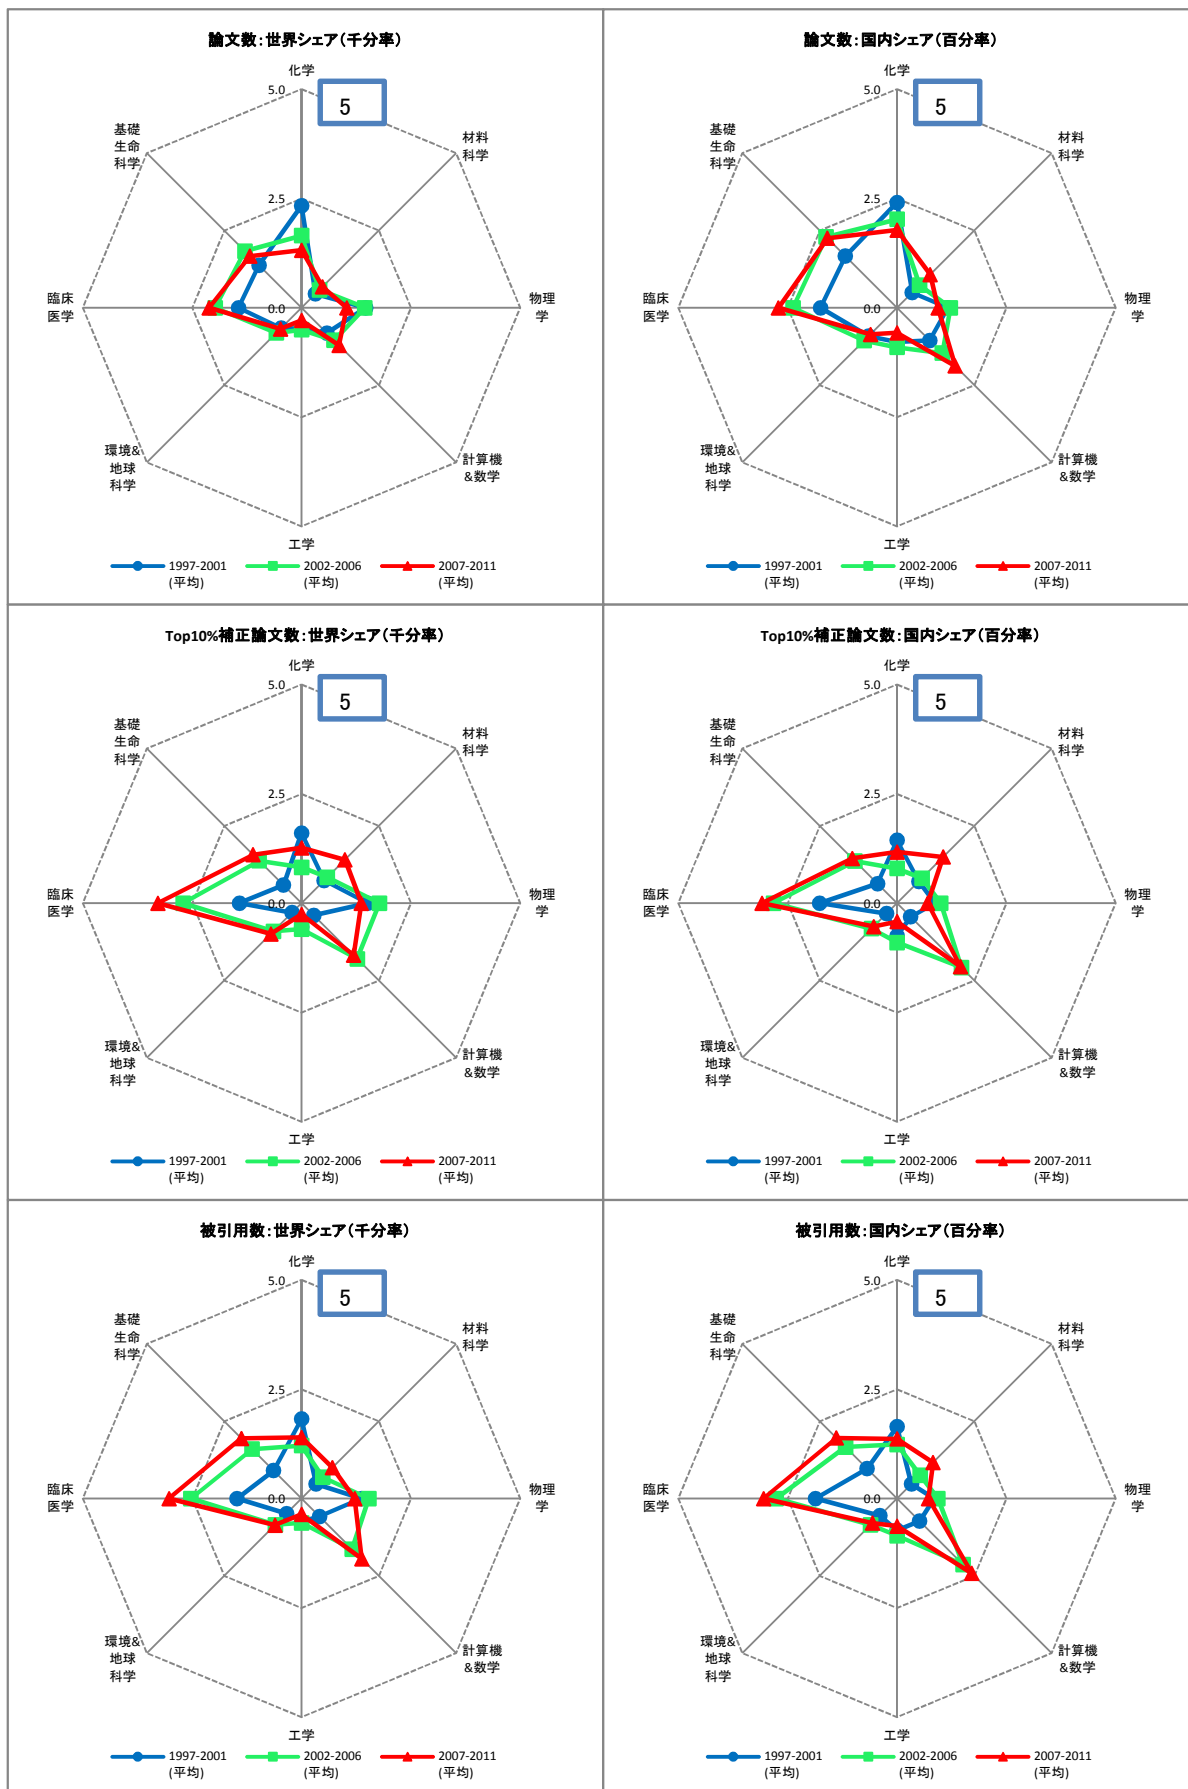 論文数：世界シェア（千分率）
化学
5.0
5
材料
科学
基礎
生命
科学
2.5
臨床
医学
0.0
物理
学
環境&
地球
科学
計算機
&数学
工学
1997-2001
(平均)
2002-2006
(平均)
2007-2011
(平均)
論文数：国内シェア（百分率）
化学
5.0
5
材料
科学
基礎
生命
科学
2.5
臨床
医学
0.0
物理
学
環境&
地球
科学
計算機
&数学
工学
1997-2001
(平均)
2002-2006
(平均)
2007-2011
(平均)
Top10%補正論文数：世界シェア（千分率）
化学
5.0
5
材料
科学
基礎
生命
科学
2.5
臨床
医学
0.0
物理
学
環境&
地球
科学
計算機
&数学
工学
1997-2001
(平均)
2002-2006
(平均)
2007-2011
(平均)
Top10%補正論文数：国内シェア（百分率）
化学
5.0
5
材料
科学
基礎
生命
科学
2.5
臨床
医学
0.0
物理
学
環境&
地球
科学
計算機
&数学
工学
1997-2001
(平均)
2002-2006
(平均)
2007-2011
(平均)
被引用数：世界シェア（千分率）
化学
5.0
5
材料
科学
基礎
生命
科学
2.5
臨床
医学
0.0
物理
学
環境&
地球
科学
計算機
&数学
工学
1997-2001
(平均)
2002-2006
(平均)
2007-2011
(平均)
被引用数：国内シェア（百分率）
化学
5.0
5
材料
科学
基礎
生命
科学
2.5
臨床
医学
0.0
物理
学
環境&
地球
科学
計算機
&数学
工学
1997-2001
(平均)
2002-2006
(平均)
2007-2011
(平均)